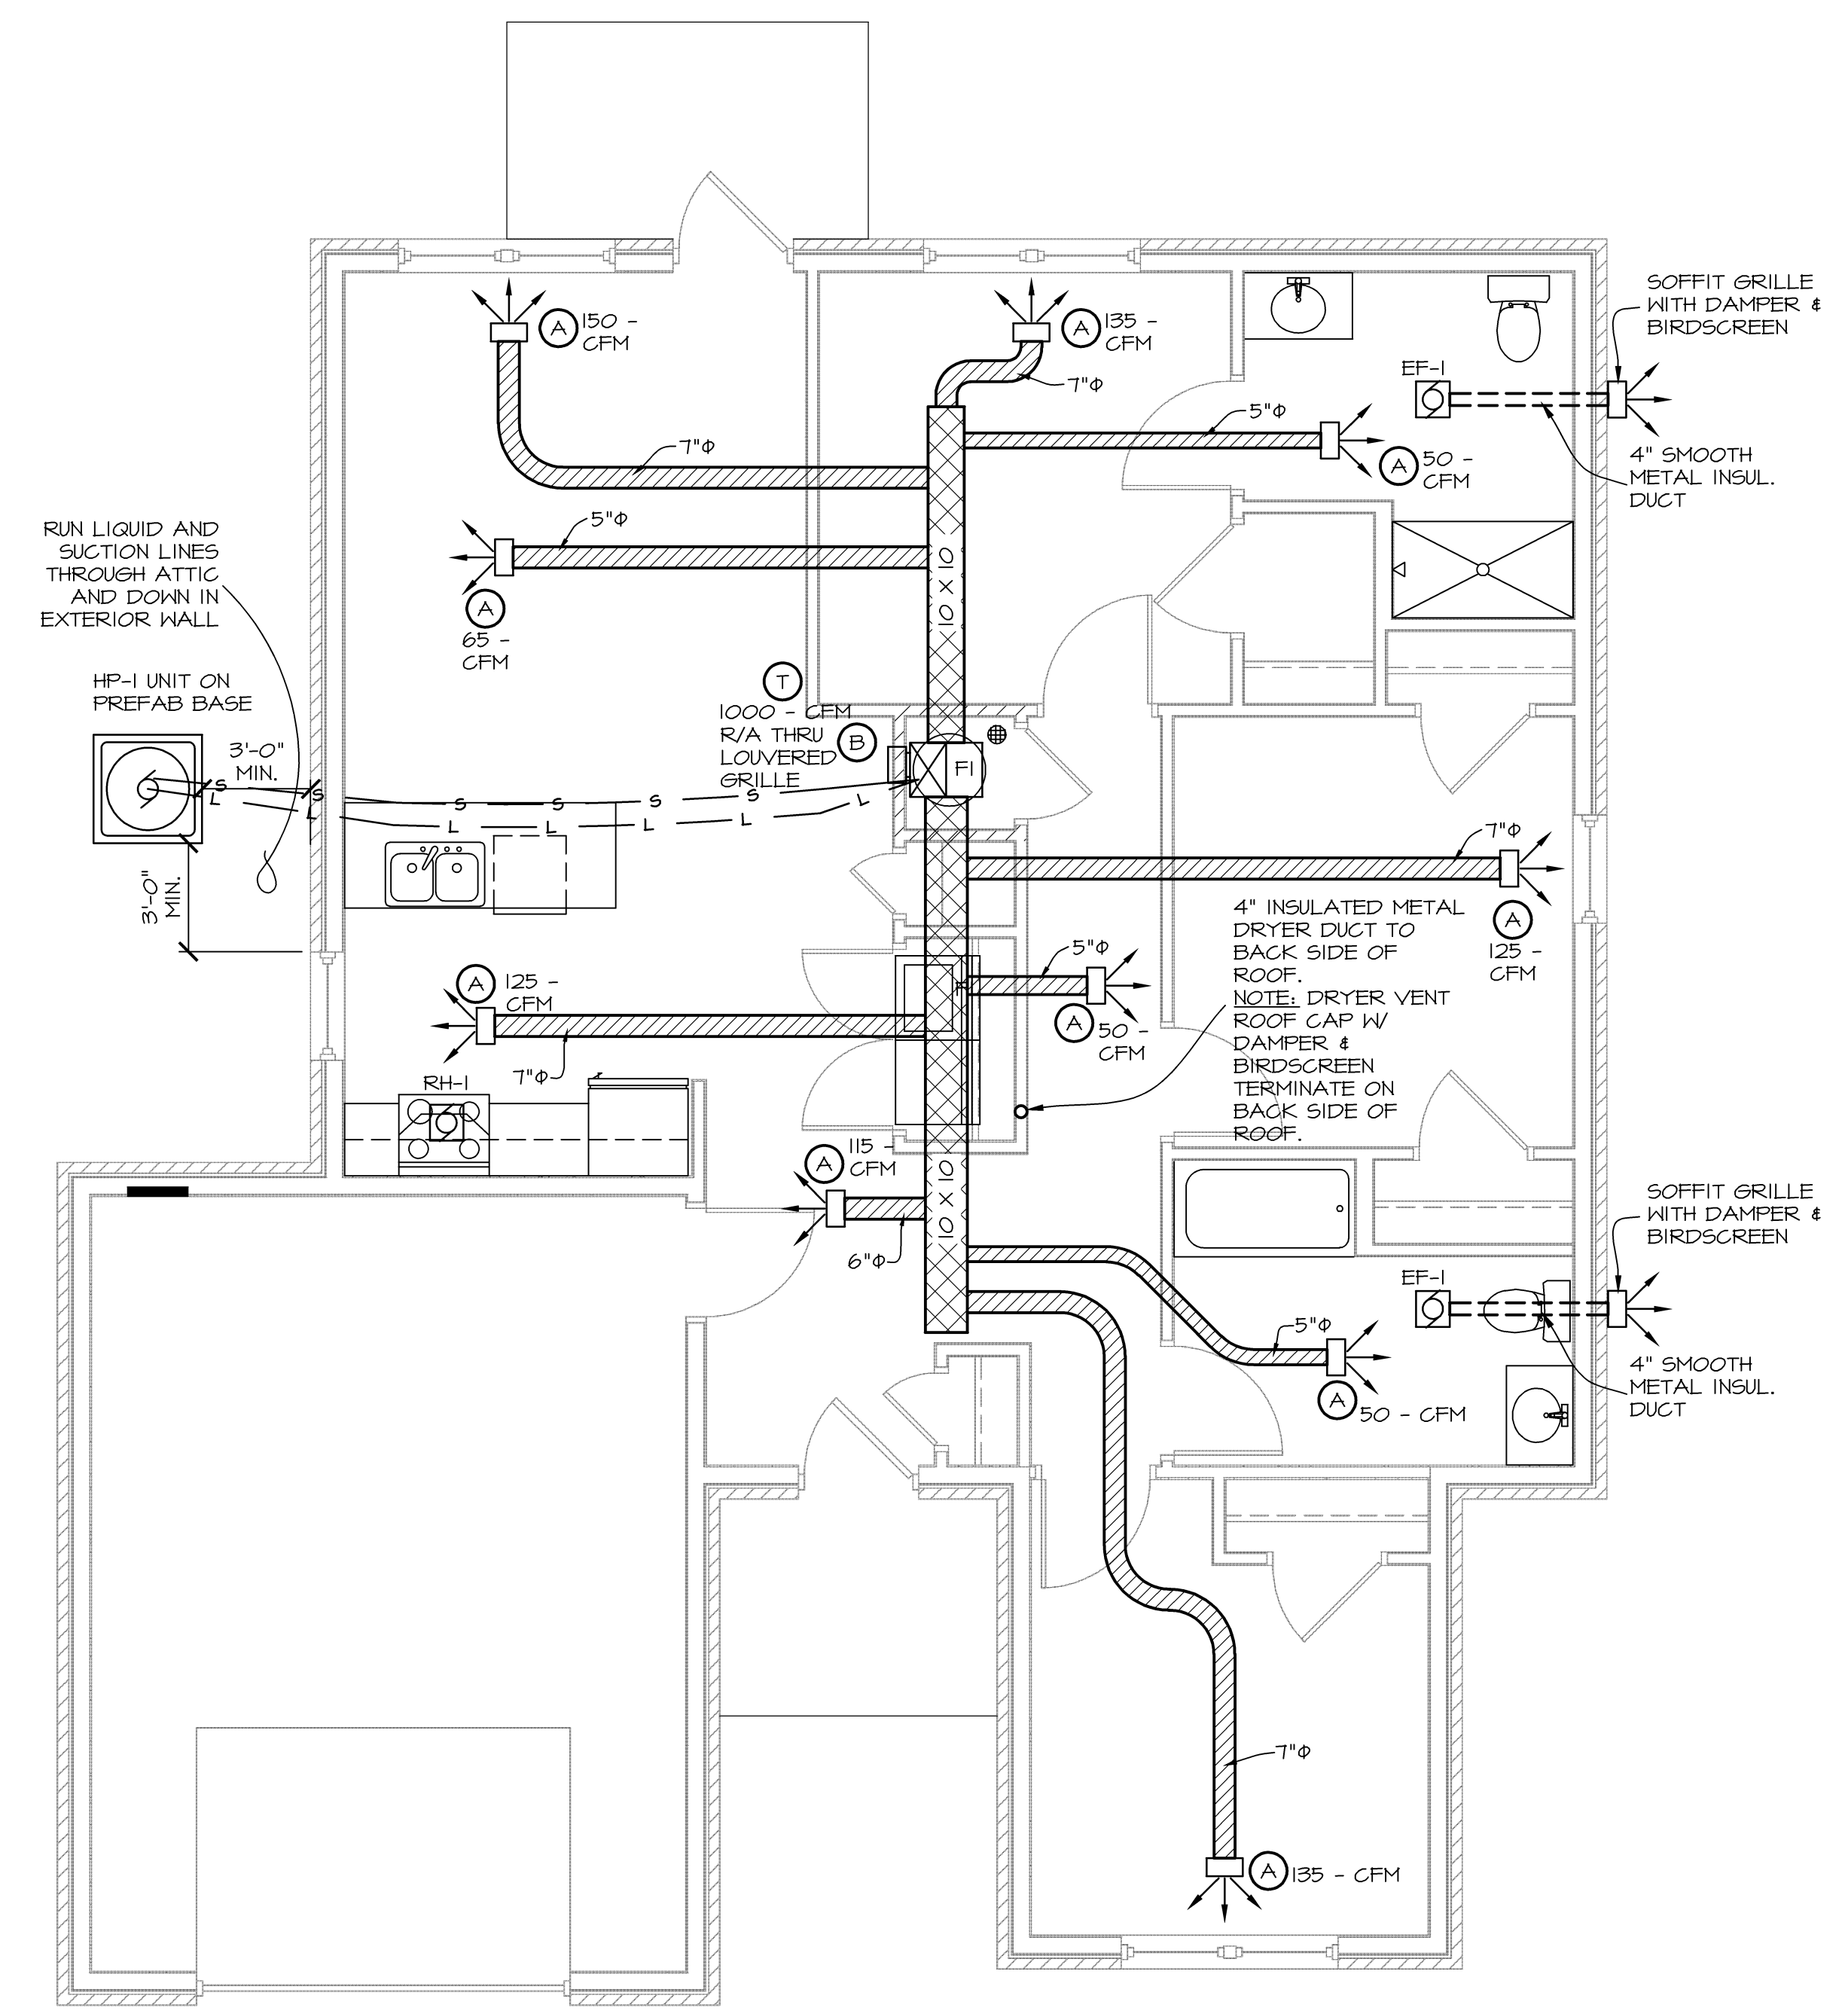 A
150 -
CFM
A
135 -
CFM
7"Φ
SOFFIT GRILLE
WITH DAMPER &
BIRDSCREEN
EF-1
5"Φ
A
50 -
CFM
4" SMOOTH
METAL INSUL.
DUCT
7"Φ
5"Φ
A
65 -
CFM
10 X 10
RUN LIQUID AND
SUCTION LINES
THROUGH ATTIC
AND DOWN IN
EXTERIOR WALL
HP-1 UNIT ON
PREFAB BASE
3'-0"
MIN.
3'-0"
MIN.
T
1000 - CFM
R/A THRU
LOUVERED
GRILLE
B
F1
S
S
S
S
S
S
L
L
L
L
L
L
L
7"Φ
A
125 -
CFM
4" INSULATED METAL
DRYER DUCT TO
BACK SIDE OF
ROOF.
NOTE: DRYER VENT
ROOF CAP W/
DAMPER &
BIRDSCREEN
TERMINATE ON
BACK SIDE OF
ROOF.
5"Φ
A
50 -
CFM
A
125 -
CFM
7"Φ
RH-1
A
115 -
CFM
6"Φ
10 X 10
SOFFIT GRILLE
WITH DAMPER &
BIRDSCREEN
EF-1
5"Φ
A
50 - CFM
4" SMOOTH
METAL INSUL.
DUCT
7"Φ
A
135 - CFM